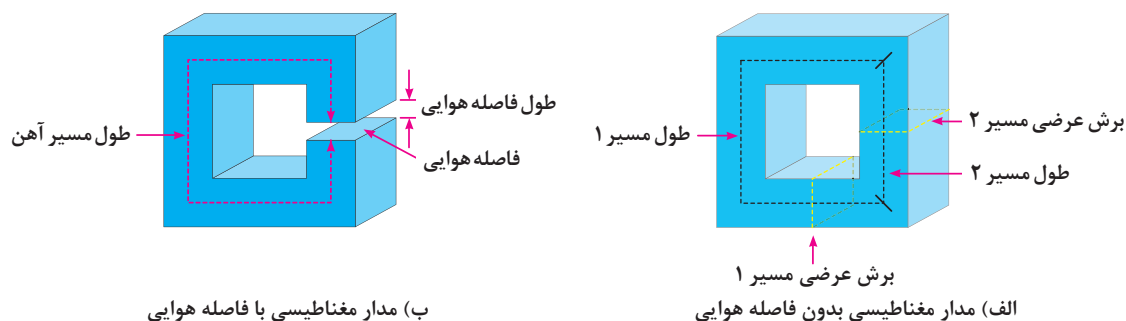 برش عرضی مسیر ۲
طول مسیر ۱
طول مسیر ۲
برش عرضی مسیر ۱
الف) مدار مغناطیسی بدون فاصله هوایی
طول فاصله هوایی
طول مسیر آهن
فاصله هوایی
ب) مدار مغناطیسی با فاصله هوایی